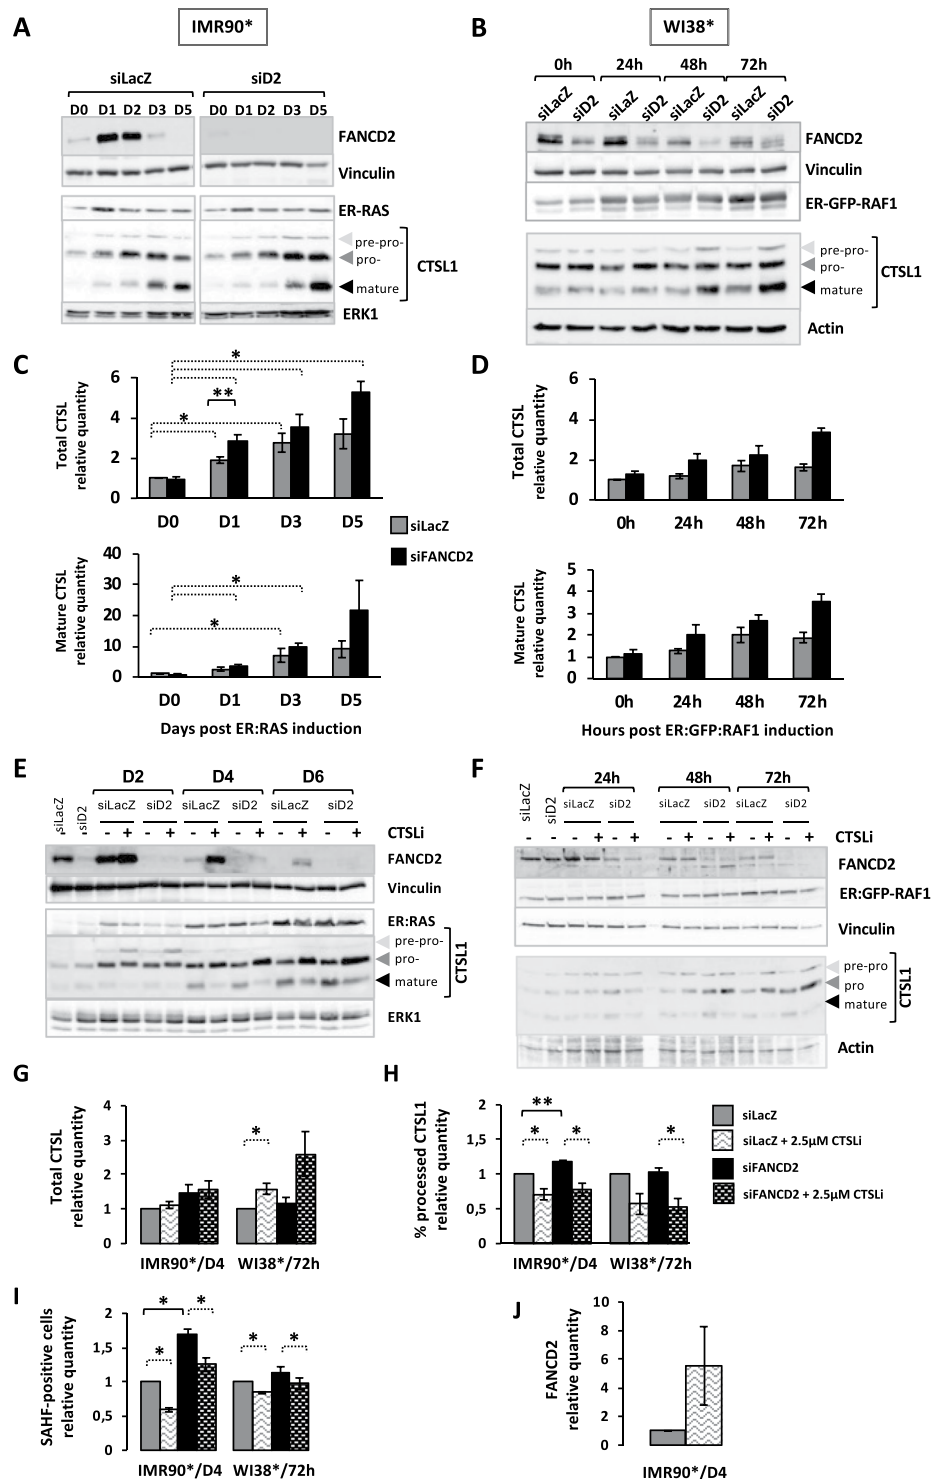 A
IMR90*
siLacZ siD2
D0 D1 D2 D3 D5 D0 D1 D2 D3 D5
FANCD2
Vinculin
ER-RAS
pre-pro-
pro-
mature
CTSL1
ERK1
B
WI38*
0h 24h 48h 72h
siLacZ siD2 siLaZ siD2 siLacZ siD2 siLacZ siD2
FANCD2
Vinculin
ER-GFP-RAF1
pre-pro-
pro-
mature
CTSL1
Actin
C
Total CTSL
relative quantity
6
4
2
0
*
**
*
D0 D1 D3 D5
siLacZ
siFANCD2
Mature CTSL
relative quantity
40
30
20
10
0
*
*
D0 D1 D3 D5
Days post ER:RAS induction
D
Total CTSL
relative quantity
6
4
2
0
0h 24h 48h 72h
Mature CTSL
relative quantity
5
4
3
2
1
0
0h 24h 48h 72h
Hours post ER:GFP:RAF1 induction
E
D2 D4 D6
siLacZ siD2 siLacZ siD2 siLacZ siD2 siLacZ siD2
- + - + - + - + - + - + CTSLi
FANCD2
Vinculin
ER:RAS
pre-pro-
pro-
mature
CTSL1
ERK1
F
24h 48h 72h
siLacZ siD2 siLacZ siD2 siLacZ siD2 siLacZ siD2
- - - + - + - + - + - + - + CTSLi
FANCD2
ER:GFP-RAF1
Vinculin
pre-pro
pro
mature
CTSL1
Actin
G
Total CTSL
relative quantity
4
3
2
1
0
*
IMR90*/D4 WI38*/72h
H
% processed CTSL1
relative quantity
2
1,5
1
0,5
0
**
* * *
IMR90*/D4 WI38*/72h
siLacZ
siLacZ + 2.5µM CTSLi
siFANCD2
siFANCD2 + 2.5µM CTSLi
I
SAHF-positive cells
relative quantity
2
1,5
1
0,5
0
* *
* * *
IMR90*/D4 WI38*/72h
J
FANCD2
relative quantity
10
8
6
4
2
0
IMR90*/D4